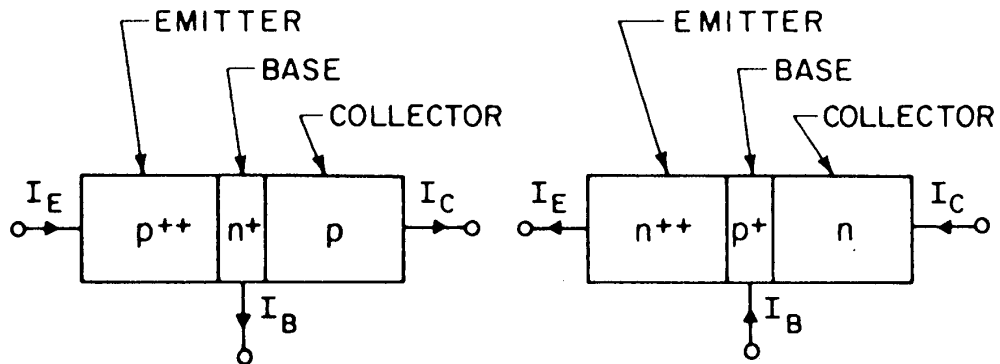 EMITTER
BASE
COLLECTOR
I_E
p++
n+
p
I_C
I_B
EMITTER
BASE
COLLECTOR
I_E
n++
p+
n
I_C
I_B